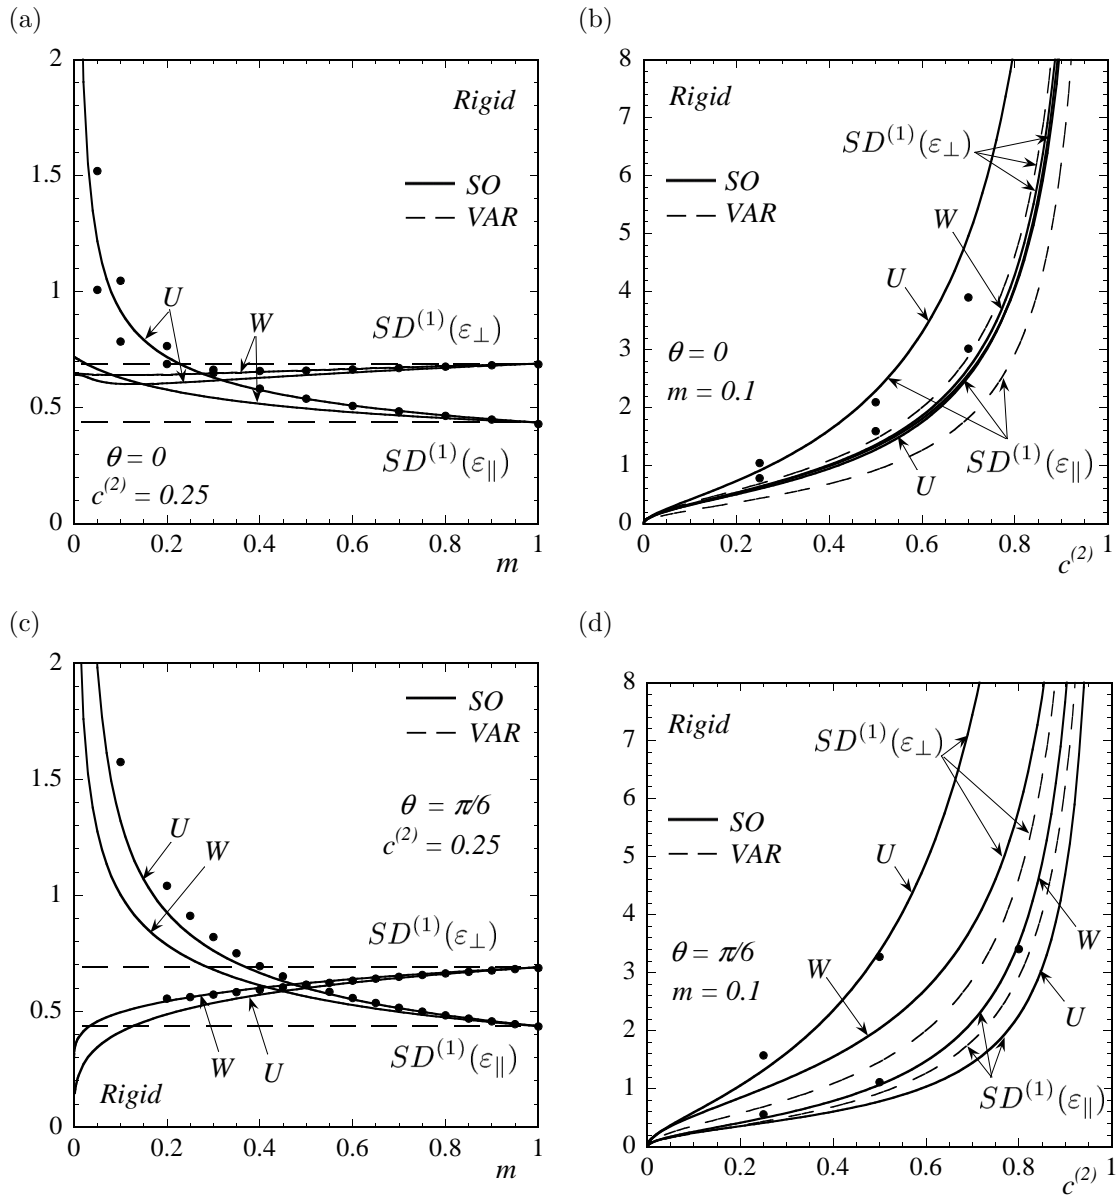 (a)
2
1.5
1
0.5
0
Rigid
SO
VAR
U
W
SD^{(1)}(ε_⊥)
SD^{(1)}(ε_∥)
θ = 0
c^{(2)} = 0.25
0 0.2 0.4 0.6 0.8 1
m
(b)
8
7
6
5
4
3
2
1
0
Rigid
SD^{(1)}(ε_⊥)
SO
VAR
W
U
θ = 0
m = 0.1
SD^{(1)}(ε_∥)
U
0 0.2 0.4 0.6 0.8 1
c^{(2)}
(c)
2
1.5
1
0.5
0
SO
VAR
θ = π/6
c^{(2)} = 0.25
U
W
SD^{(1)}(ε_⊥)
SD^{(1)}(ε_∥)
W
U
Rigid
0 0.2 0.4 0.6 0.8 1
m
(d)
8
7
6
5
4
3
2
1
0
Rigid
SD^{(1)}(ε_⊥)
SO
VAR
U
W
θ = π/6
m = 0.1
W
U
SD^{(1)}(ε_∥)
0 0.2 0.4 0.6 0.8 1
c^{(2)}